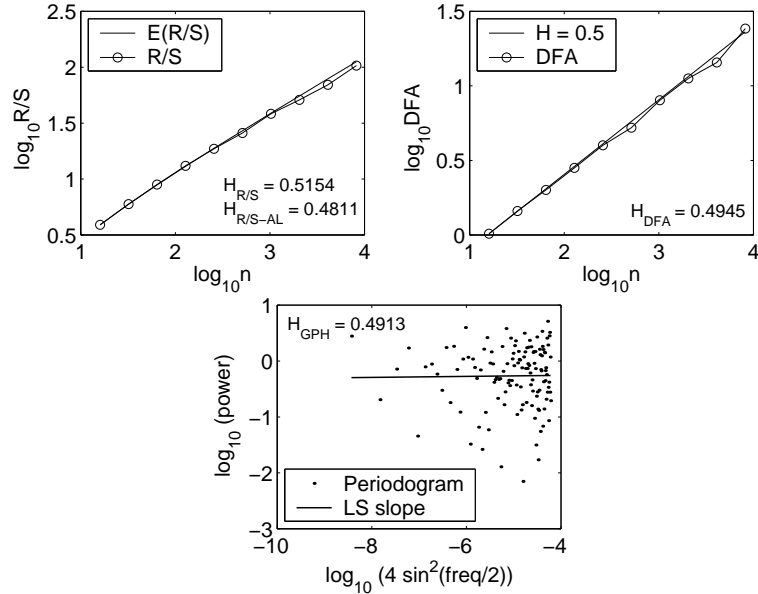 E(R/S)
R/S
log10R/S
2.5
2
1.5
1
0.5
H_R/S = 0.5154
H_R/S−AL = 0.4811
1 2 3 4
log10n
H = 0.5
DFA
log10DFA
1.5
1
0.5
0
H_DFA = 0.4945
1 2 3 4
log10n
H_GPH = 0.4913
log10 (power)
1
0
−1
−2
−3
Periodogram
LS slope
−10 −8 −6 −4
log10 (4 sin²(freq/2))